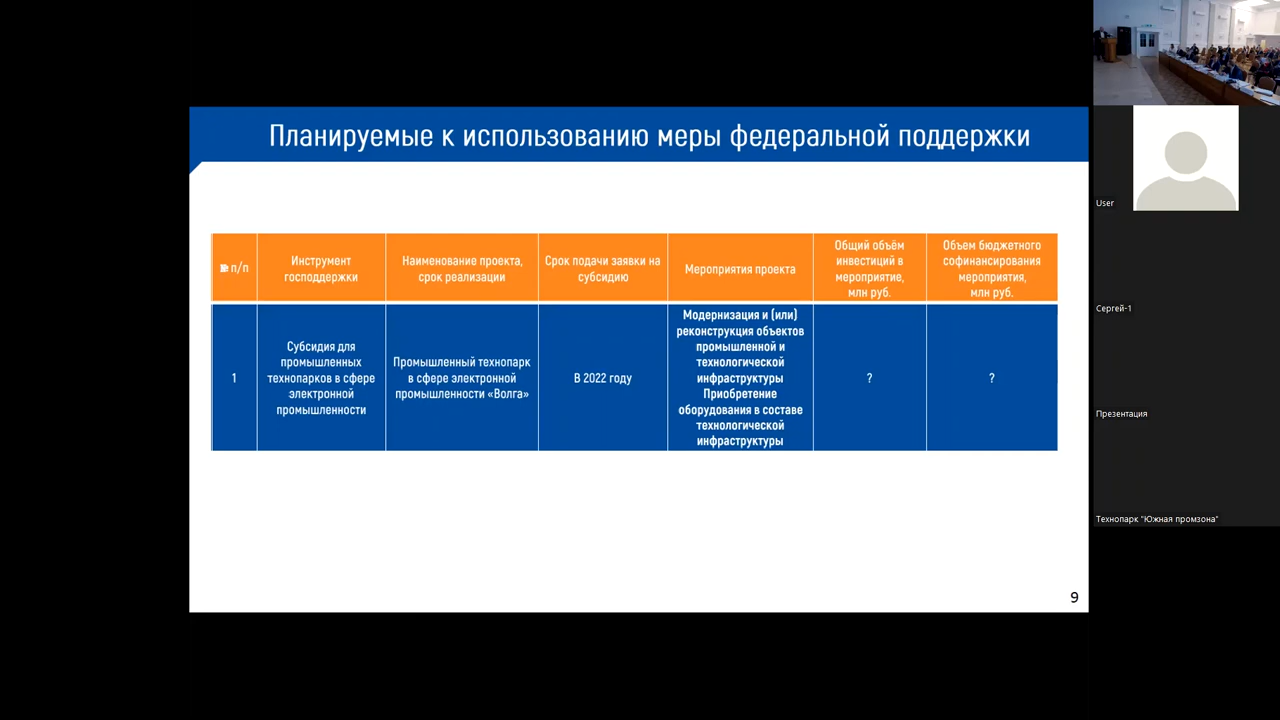 Планируемые к использованию меры федеральной поддержки
№ п/п
Инструмент
господдержки
Наименование проекта,
срок реализации
Срок подачи заявки на
субсидию
Мероприятия проекта
Общий объём
инвестиций в
мероприятие,
млн руб.
Объем бюджетного
софинансирования
мероприятия,
млн руб.
1
Субсидия для
промышленных
технопарков в сфере
электронной
промышленности
Промышленный технопарк
в сфере электронной
промышленности «Волга»
В 2022 году
Модернизация и (или)
реконструкция объектов
промышленной и
технологической
инфраструктуры
Приобретение
оборудования в составе
технологической
инфраструктуры
?
?
9
User
Сергей-1
Презентация
Технопарк "Южная промзона"